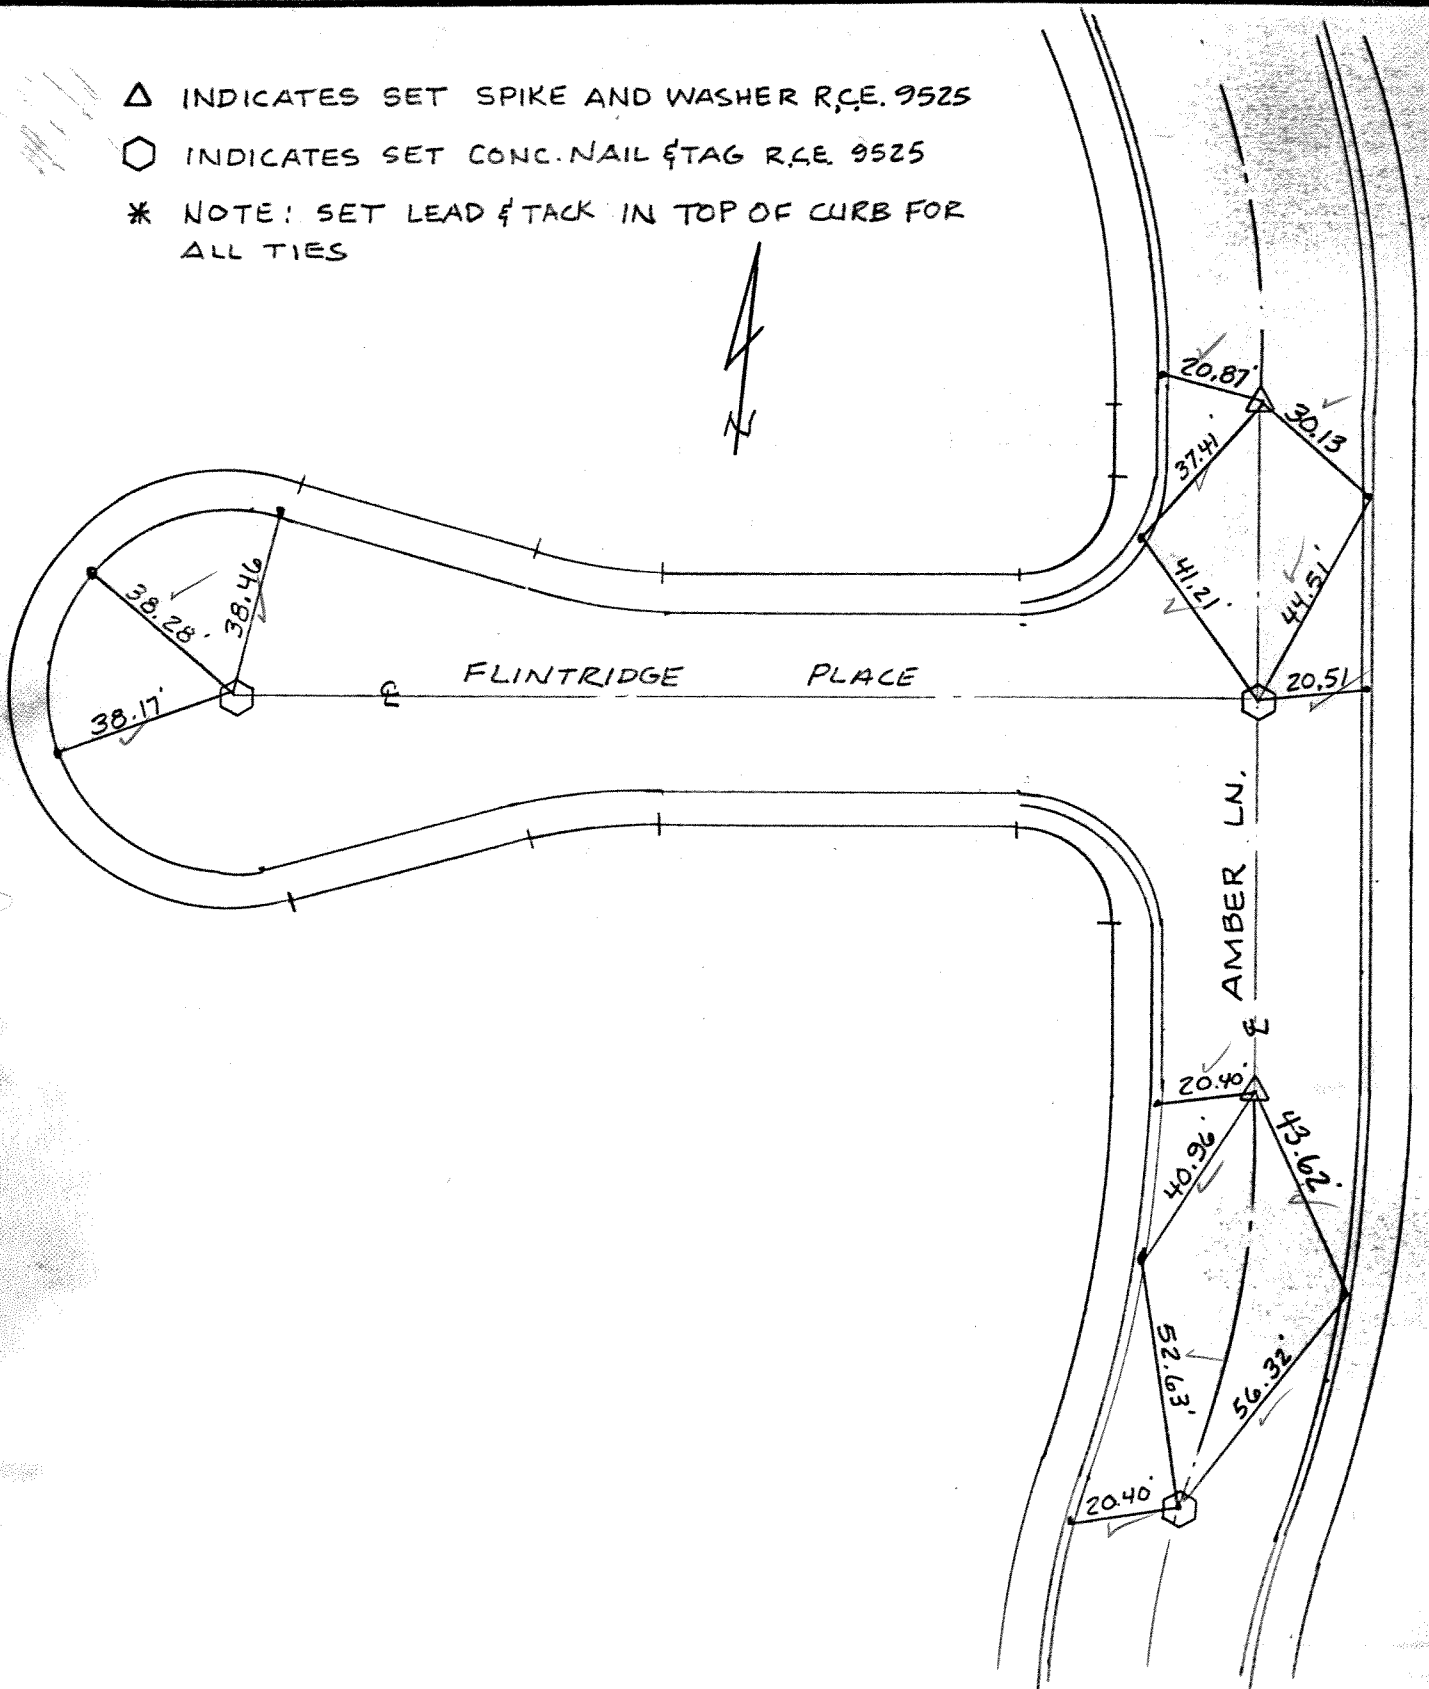 △ INDICATES SET SPIKE AND WASHER R.C.E. 9525
⬡ INDICATES SET CONC. NAIL & TAG R.C.E. 9525
* NOTE: SET LEAD & TACK IN TOP OF CURB FOR
ALL TIES
N
20.87'
30.13
37.41'
41.21'
44.51'
20.51
38.46
38.28'
38.17'
℄ FLINTRIDGE PLACE
℄ AMBER LN.
20.40'
40.96'
43.62'
52.63'
56.32'
20.40'